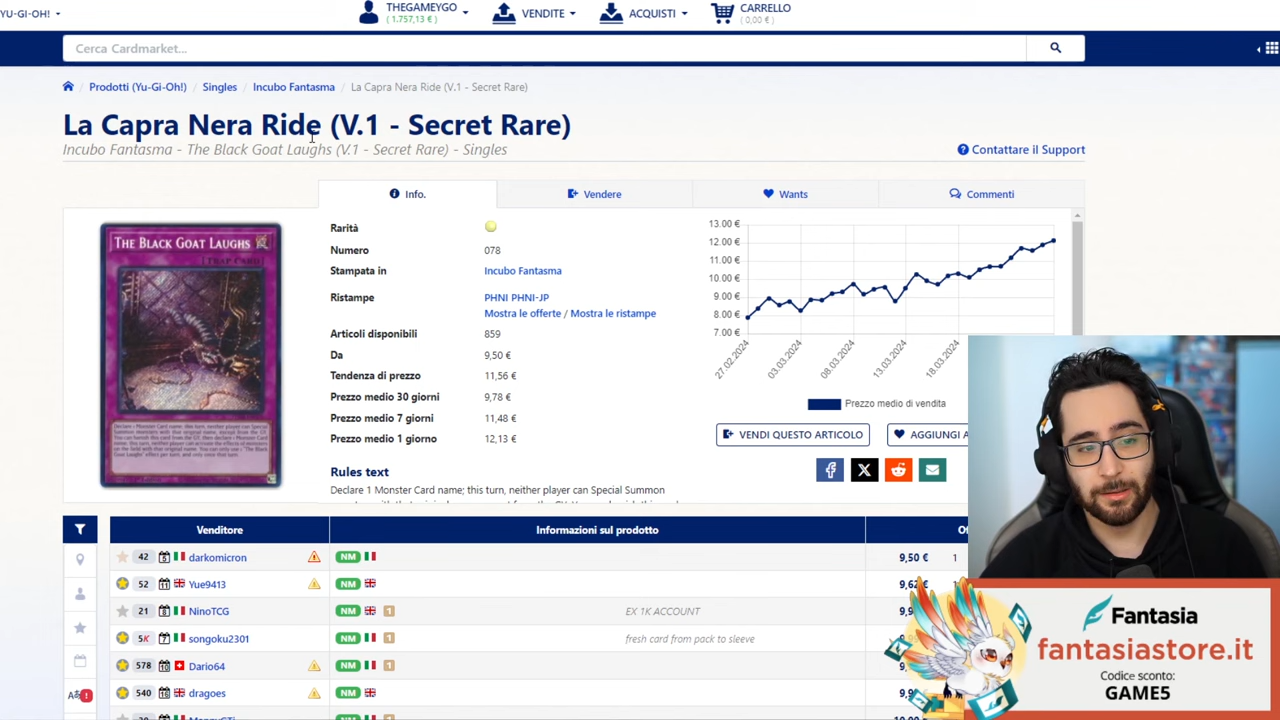 YU-GI-OH!
THEGAMEYGO
( 1.757,13 € )
VENDITE
ACQUISTI
CARRELLO
( 0,00 € )
Cerca Cardmarket...
Prodotti (Yu-Gi-Oh!) / Singles / Incubo Fantasma / La Capra Nera Ride (V.1 - Secret Rare)
La Capra Nera Ride (V.1 - Secret Rare)
Incubo Fantasma - The Black Goat Laughs (V.1 - Secret Rare) - Singles
Contattare il Support
Info.
Vendere
Wants
Commenti
THE BLACK GOAT LAUGHS
[TRAP CARD]
Rarità
Numero 078
Stampata in Incubo Fantasma
Ristampe PHNI PHNI-JP
Mostra le offerte / Mostra le ristampe
Articoli disponibili 859
Da 9,50 €
Tendenza di prezzo 11,56 €
Prezzo medio 30 giorni 9,78 €
Prezzo medio 7 giorni 11,48 €
Prezzo medio 1 giorno 12,13 €
Rules text
Declare 1 Monster Card name; this turn, neither player can Special Summon
13.00 €
12.00 €
11.00 €
10.00 €
9.00 €
8.00 €
7.00 €
27.02.2024
03.03.2024
08.03.2024
13.03.2024
18.03.2024
Prezzo medio di vendita
VENDI QUESTO ARTICOLO
AGGIUNGI A
Venditore
Informazioni sul prodotto
42 darkomicron NM 9,50 € 1
52 Yue9413 NM
21 NinoTCG NM 1 EX 1K ACCOUNT
5K songoku2301 NM 1 fresh card from pack to sleeve
578 Dario64 NM 1
540 dragoes NM
Fantasia
fantasiastore.it
Codice sconto:
GAME5